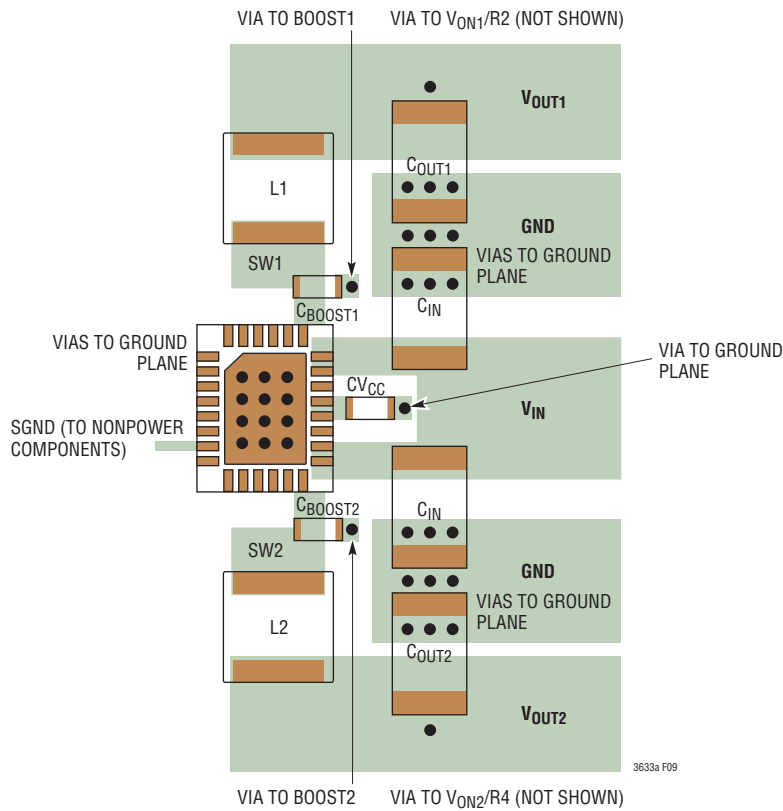 VIA TO BOOST1
VIA TO VON1/R2 (NOT SHOWN)
VOUT1
COUT1
L1
GND
VIAS TO GROUND
PLANE
SW1
CBOOST1
CIN
VIAS TO GROUND
PLANE
CVCC
VIA TO GROUND
PLANE
VIN
SGND (TO NONPOWER
COMPONENTS)
CBOOST2
CIN
SW2
GND
VIAS TO GROUND
PLANE
L2
COUT2
VOUT2
3633a F09
VIA TO BOOST2
VIA TO VON2/R4 (NOT SHOWN)